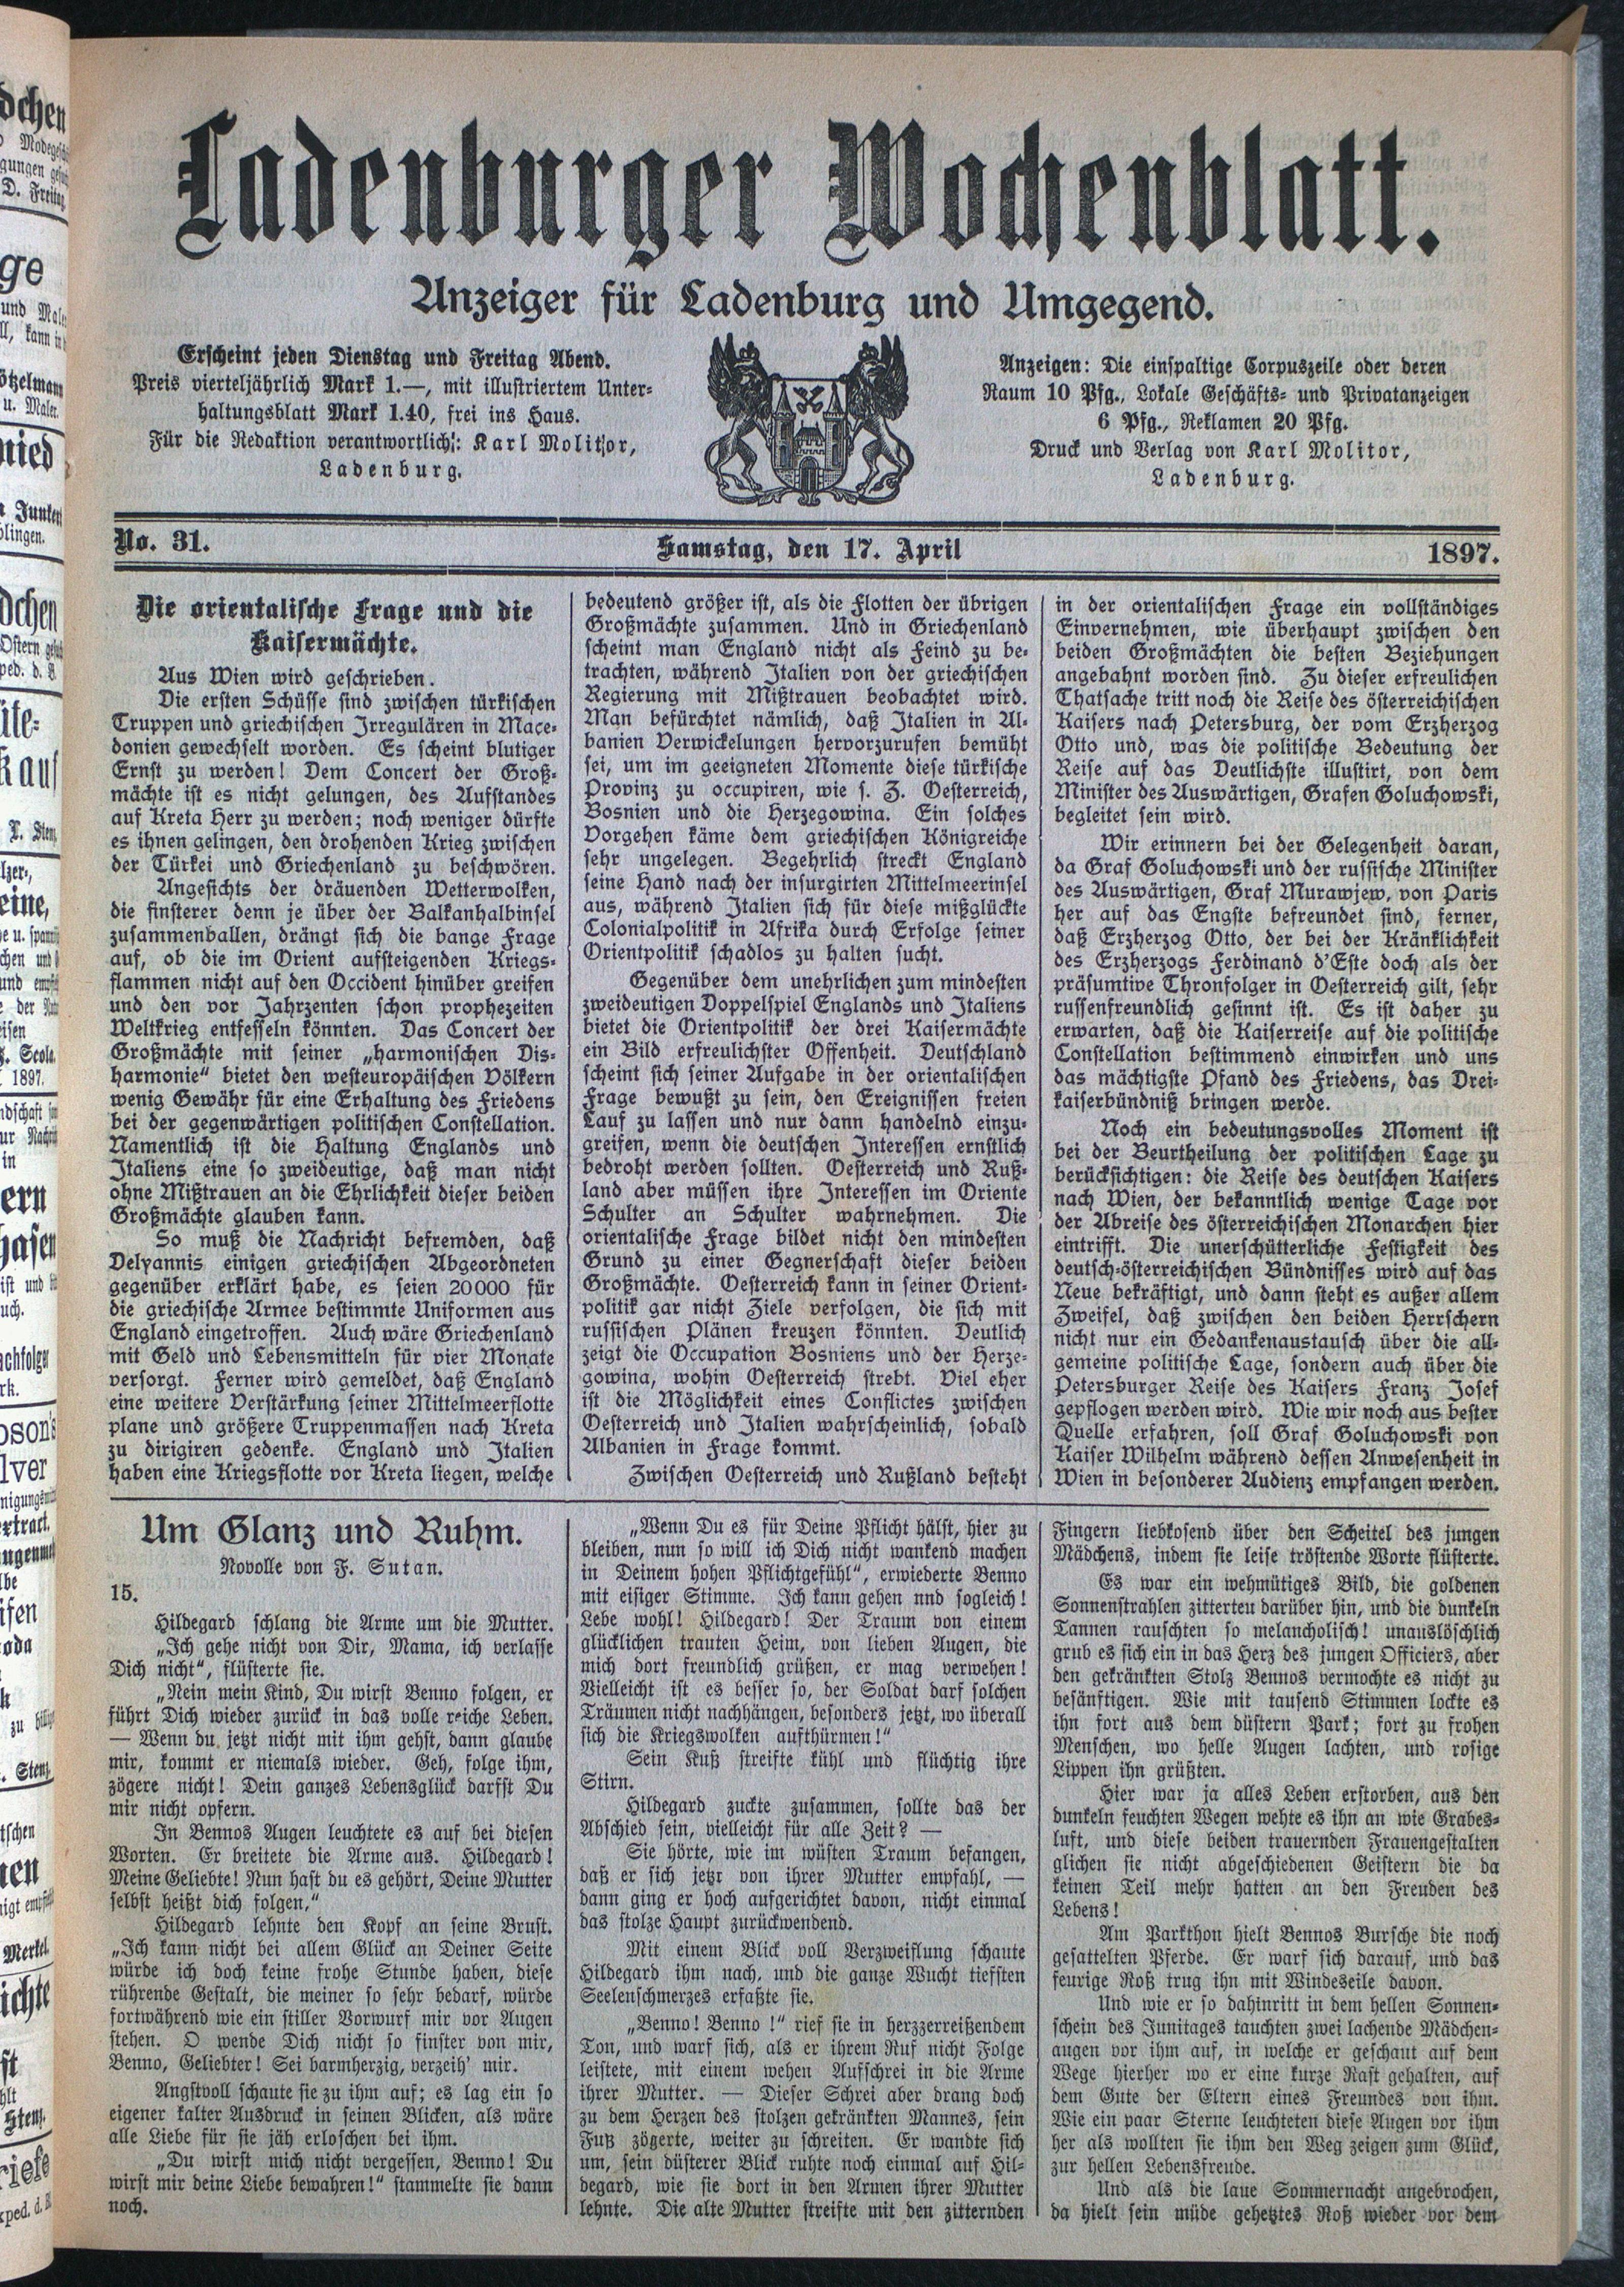 Ladenburger Wochenblatt.
Anzeiger für Ladenburg und Umgegend.
Erscheint jeden Dienstag und Freitag Abend.
Preis vierteljährlich Mark 1.—, mit illustriertem Unter-
haltungsblatt Mark 1.40, frei ins Haus.
Für die Redaktion verantwortlich: Karl Molitor,
Ladenburg.
Anzeigen: Die einspaltige Corpuszeile oder deren
Raum 10 Pfg., Lokale Geschäfts- und Privatanzeigen
6 Pfg., Reklamen 20 Pfg.
Druck und Verlag von Karl Molitor,
Ladenburg.
No. 31.
Samstag, den 17. April
1897.
Die orientalische Frage und die
Kaisermächte.
Aus Wien wird geschrieben.
Die ersten Schüsse sind zwischen türkischen
Truppen und griechischen Irregulären in Mace-
donien gewechselt worden. Es scheint blutiger
Ernst zu werden! Dem Concert der Groß-
mächte ist es nicht gelungen, des Aufstandes
auf Kreta Herr zu werden; noch weniger dürfte
es ihnen gelingen, den drohenden Krieg zwischen
der Türkei und Griechenland zu beschwören.
Angesichts der dräuenden Wetterwolken,
die finsterer denn je über der Balkanhalbinsel
zusammenballen, drängt sich die bange Frage
auf, ob die im Orient aufsteigenden Kriegs-
flammen nicht auf den Occident hinüber greifen
und den vor Jahrzenten schon prophezeiten
Weltkrieg entfesseln könnten. Das Concert der
Großmächte mit seiner „harmonischen Dis-
harmonie“ bietet den westeuropäischen Völkern
wenig Gewähr für eine Erhaltung des Friedens
bei der gegenwärtigen politischen Constellation.
Namentlich ist die Haltung Englands und
Italiens eine so zweideutige, daß man nicht
ohne Mißtrauen an die Ehrlichkeit dieser beiden
Großmächte glauben kann.
So muß die Nachricht befremden, daß
Delyannis einigen griechischen Abgeordneten
gegenüber erklärt habe, es seien 20000 für
die griechische Armee bestimmte Uniformen aus
England eingetroffen. Auch wäre Griechenland
mit Geld und Lebensmitteln für vier Monate
versorgt. Ferner wird gemeldet, daß England
eine weitere Verstärkung seiner Mittelmeerflotte
plane und größere Truppenmassen nach Kreta
zu dirigiren gedenke. England und Italien
haben eine Kriegsflotte vor Kreta liegen, welche
bedeutend größer ist, als die Flotten der übrigen
Großmächte zusammen. Und in Griechenland
scheint man England nicht als Feind zu be-
trachten, während Italien von der griechischen
Regierung mit Mißtrauen beobachtet wird.
Man befürchtet nämlich, daß Italien in Al-
banien Verwickelungen hervorzurufen bemüht
sei, um im geeigneten Momente diese türkische
Provinz zu occupiren, wie s. Z. Oesterreich,
Bosnien und die Herzegowina. Ein solches
Vorgehen käme dem griechischen Königreiche
sehr ungelegen. Begehrlich streckt England
seine Hand nach der insurgirten Mittelmeerinsel
aus, während Italien sich für diese mißglückte
Colonialpolitik in Afrika durch Erfolge seiner
Orientpolitik schadlos zu halten sucht.
Gegenüber dem unehrlichen zum mindesten
zweideutigen Doppelspiel Englands und Italiens
bietet die Orientpolitik der drei Kaisermächte
ein Bild erfreulichster Offenheit. Deutschland
scheint sich seiner Aufgabe in der orientalischen
Frage bewußt zu sein, den Ereignissen freien
Lauf zu lassen und nur dann handelnd einzu-
greifen, wenn die deutschen Interessen ernstlich
bedroht werden sollten. Oesterreich und Ruß-
land aber müssen ihre Interessen im Oriente
Schulter an Schulter wahrnehmen. Die
orientalische Frage bildet nicht den mindesten
Grund zu einer Gegnerschaft dieser beiden
Großmächte. Oesterreich kann in seiner Orient-
politik gar nicht Ziele verfolgen, die sich mit
russischen Plänen kreuzen könnten. Deutlich
zeigt die Occupation Bosniens und der Herze-
gowina, wohin Oesterreich strebt. Viel eher
ist die Möglichkeit eines Conflictes zwischen
Oesterreich und Italien wahrscheinlich, sobald
Albanien in Frage kommt.
Zwischen Oesterreich und Rußland besteht
in der orientalischen Frage ein vollständiges
Einvernehmen, wie überhaupt zwischen den
beiden Großmächten die besten Beziehungen
angebahnt worden sind. Zu dieser erfreulichen
Thatsache tritt noch die Reise des österreichischen
Kaisers nach Petersburg, der vom Erzherzog
Otto und, was die politische Bedeutung der
Reise auf das Deutlichste illustirt, von dem
Minister des Auswärtigen, Grafen Goluchowski,
begleitet sein wird.
Wir erinnern bei der Gelegenheit daran,
da Graf Goluchowski und der russische Minister
des Auswärtigen, Graf Murawjew, von Paris
her auf das Engste befreundet sind, ferner,
daß Erzherzog Otto, der bei der Kränklichkeit
des Erzherzogs Ferdinand d'Este doch als der
präsumtive Thronfolger in Oesterreich gilt, sehr
russenfreundlich gesinnt ist. Es ist daher zu
erwarten, daß die Kaiserreise auf die politische
Constellation bestimmend einwirken und uns
das mächtigste Pfand des Friedens, das Drei-
kaiserbündniß bringen werde.
Noch ein bedeutungsvolles Moment ist
bei der Beurtheilung der politischen Lage zu
berücksichtigen: die Reise des deutschen Kaisers
nach Wien, der bekanntlich wenige Tage vor
der Abreise des österreichischen Monarchen hier
eintrifft. Die unerschütterliche Festigkeit des
deutsch-österreichischen Bündnisses wird auf das
Neue bekräftigt, und dann steht es außer allem
Zweifel, daß zwischen den beiden Herrschern
nicht nur ein Gedankenaustausch über die all-
gemeine politische Lage, sondern auch über die
Petersburger Reise des Kaisers Franz Josef
gepflogen werden wird. Wie wir noch aus bester
Quelle erfahren, soll Graf Goluchowski von
Kaiser Wilhelm während dessen Anwesenheit in
Wien in besonderer Audienz empfangen werden.
Um Glanz und Ruhm.
Novolle von F. Sutan.
15.
Hildegard schlang die Arme um die Mutter.
„Ich gehe nicht von Dir, Mama, ich verlasse
Dich nicht“, flüsterte sie.
„Nein mein Kind, Du wirst Benno folgen, er
führt Dich wieder zurück in das volle reiche Leben.
— Wenn du jetzt nicht mit ihm gehst, dann glaube
mir, kommt er niemals wieder. Geh, folge ihm,
zögere nicht! Dein ganzes Lebensglück darfst Du
mir nicht opfern.
In Bennos Augen leuchtete es auf bei diesen
Worten. Er breitete die Arme aus. Hildegard!
Meine Geliebte! Nun hast du es gehört, Deine Mutter
selbst heißt dich folgen,“
Hildegard lehnte den Kopf an seine Brust.
„Ich kann nicht bei allem Glück an Deiner Seite
würde ich doch keine frohe Stunde haben, diese
rührende Gestalt, die meiner so sehr bedarf, würde
fortwährend wie ein stiller Vorwurf mir vor Augen
stehen. O wende Dich nicht so finster von mir,
Benno, Geliebter! Sei barmherzig, verzeih' mir.
Angstvoll schaute sie zu ihm auf; es lag ein so
eigener kalter Ausdruck in seinen Blicken, als wäre
alle Liebe für sie jäh erloschen bei ihm.
„Du wirst mich nicht vergessen, Benno! Du
wirst mir deine Liebe bewahren!“ stammelte sie dann
noch.
„Wenn Du es für Deine Pflicht hälst, hier zu
bleiben, nun so will ich Dich nicht wankend machen
in Deinem hohen Pflichtgefühl“, erwiederte Benno
mit eisiger Stimme. Ich kann gehen nnd sogleich!
Lebe wohl! Hildegard! Der Traum von einem
glücklichen trauten Heim, von lieben Augen, die
mich dort freundlich grüßen, er mag verwehen!
Vielleicht ist es besser so, der Soldat darf solchen
Träumen nicht nachhängen, besonders jetzt, wo überall
sich die Kriegswolken aufthürmen!“
Sein Kuß streifte kühl und flüchtig ihre
Stirn.
Hildegard zuckte zusammen, sollte das der
Abschied sein, vielleicht für alle Zeit? —
Sie hörte, wie im wüsten Traum befangen,
daß er sich jetzt von ihrer Mutter empfahl, —
dann ging er hoch aufgerichtet davon, nicht einmal
das stolze Haupt zurückwendend.
Mit einem Blick voll Verzweiflung schaute
Hildegard ihm nach, und die ganze Wucht tiefsten
Seelenschmerzes erfaßte sie.
„Benno! Benno !“ rief sie in herzzerreißendem
Ton, und warf sich, als er ihrem Ruf nicht Folge
leistete, mit einem wehen Aufschrei in die Arme
ihrer Mutter. — Dieser Schrei aber drang doch
zu dem Herzen des stolzen gekränkten Mannes, sein
Fuß zögerte, weiter zu schreiten. Er wandte sich
um, sein düsterer Blick ruhte noch einmal auf Hil-
degard, wie sie dort in den Armen ihrer Mutter
lehnte. Die alte Mutter streifte mit den zitternden
Fingern liebkosend über den Scheitel des jungen
Mädchens, indem sie leise tröstende Worte flüsterte.
Es war ein wehmütiges Bild, die goldenen
Sonnenstrahlen zitterteu darüber hin, und die dunkeln
Tannen rauschten so melancholisch! unauslöschlich
grub es sich ein in das Herz des jungen Officiers, aber
den gekränkten Stolz Bennos vermochte es nicht zu
besänftigen. Wie mit tausend Stimmen lockte es
ihn fort aus dem düstern Park; fort zu frohen
Menschen, wo helle Augen lachten, und rosige
Lippen ihn grüßten.
Hier war ja alles Leben erstorben, aus den
dunkeln feuchten Wegen wehte es ihn an wie Grabes-
luft, und diese beiden trauernden Frauengestalten
glichen sie nicht abgeschiedenen Geistern die da
keinen Teil mehr hatten an den Freuden des
Lebens!
Am Parkthon hielt Bennos Bursche die noch
gesattelten Pferde. Er warf sich darauf, und das
feurige Roß trug ihn mit Windeseile davon.
Und wie er so dahinritt in dem hellen Sonnen-
schein des Junitages tauchten zwei lachende Mädchen-
augen vor ihm auf, in welche er geschaut auf dem
Wege hierher wo er eine kurze Rast gehalten, auf
dem Gute der Eltern eines Freundes von ihm.
Wie ein paar Sterne leuchteten diese Augen vor ihm
her als wollten sie ihm den Weg zeigen zum Glück,
zur hellen Lebensfreude.
Und als die laue Sommernacht angebrochen,
da hielt sein müde gehetztes Roß wieder vor dem